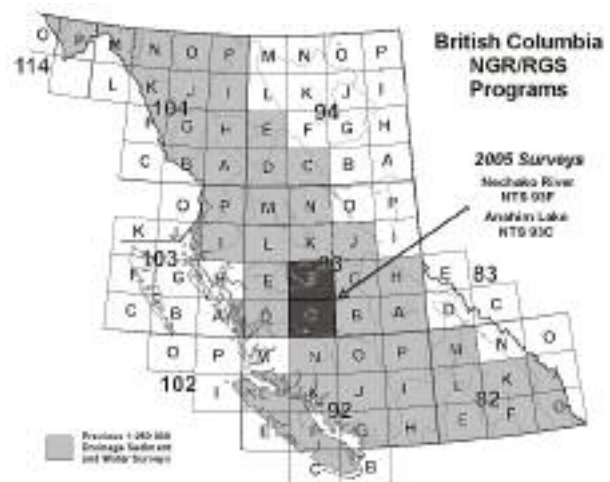 British Columbia
NGR/RGS
Programs
2005 Surveys
Nechako River
NTS 93F
Anahim Lake
NTS 93C
O P M N O P M N O P
114 L K J I L K J I
104 94
F G H E F G H
C B A D C B A
O P M N O P
K I L K J I
103 93
F G H E G H E 83
C B A D C B A D C
O P M N O P M N O
102 I L K J I L K J
92 82
E G H E F G
C B
Previous 1:250 000
Drainage Sediment
and Water Surveys